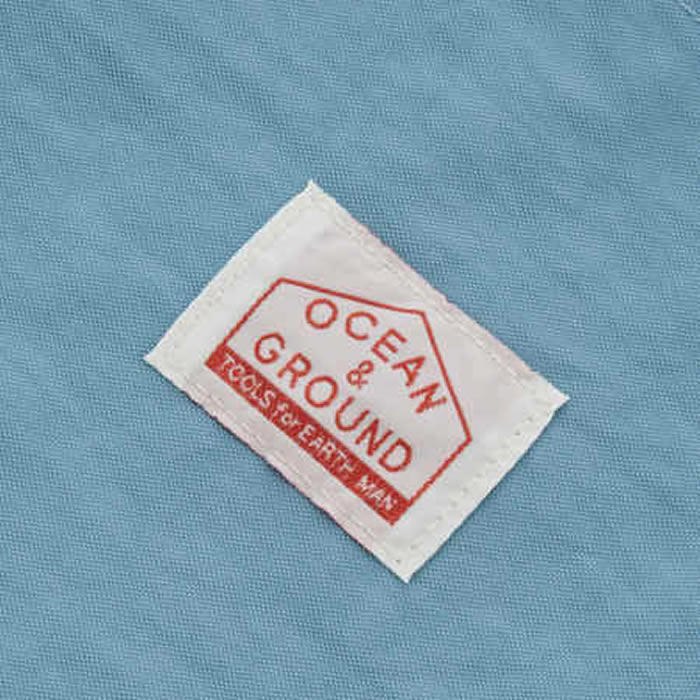 OCEAN
&
GROUND
TOOLS for EARTH MAN